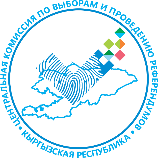 ЦЕНТРАЛЬНАЯ КОМИССИЯ ПО ВЫБОРАМ И ПРОВЕДЕНИЮ РЕФЕРЕНДУМОВ
КЫРГЫЗСКАЯ РЕСПУБЛИКА